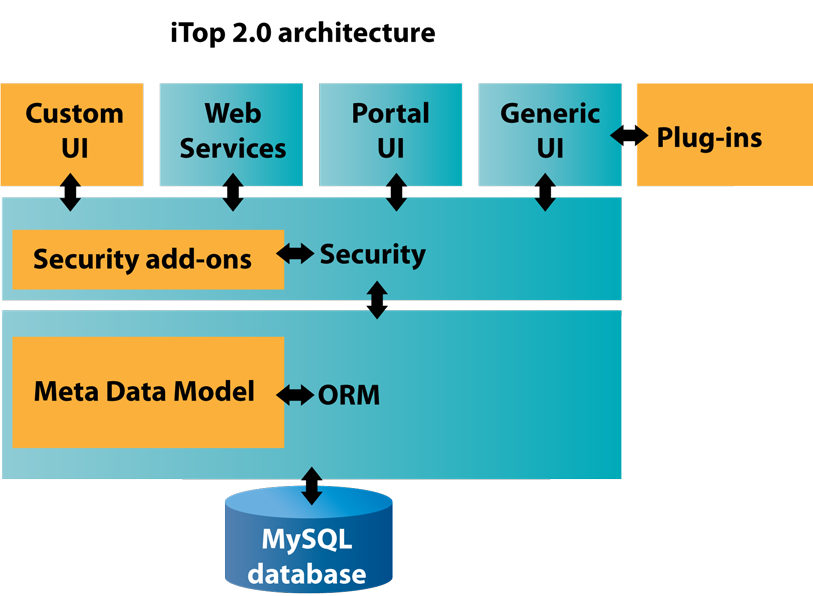 iTop 2.0 architecture
Custom
UI
Web
Services
Portal
UI
Generic
UI
Plug-ins
Security add-ons
Security
Meta Data Model
ORM
MySQL
database